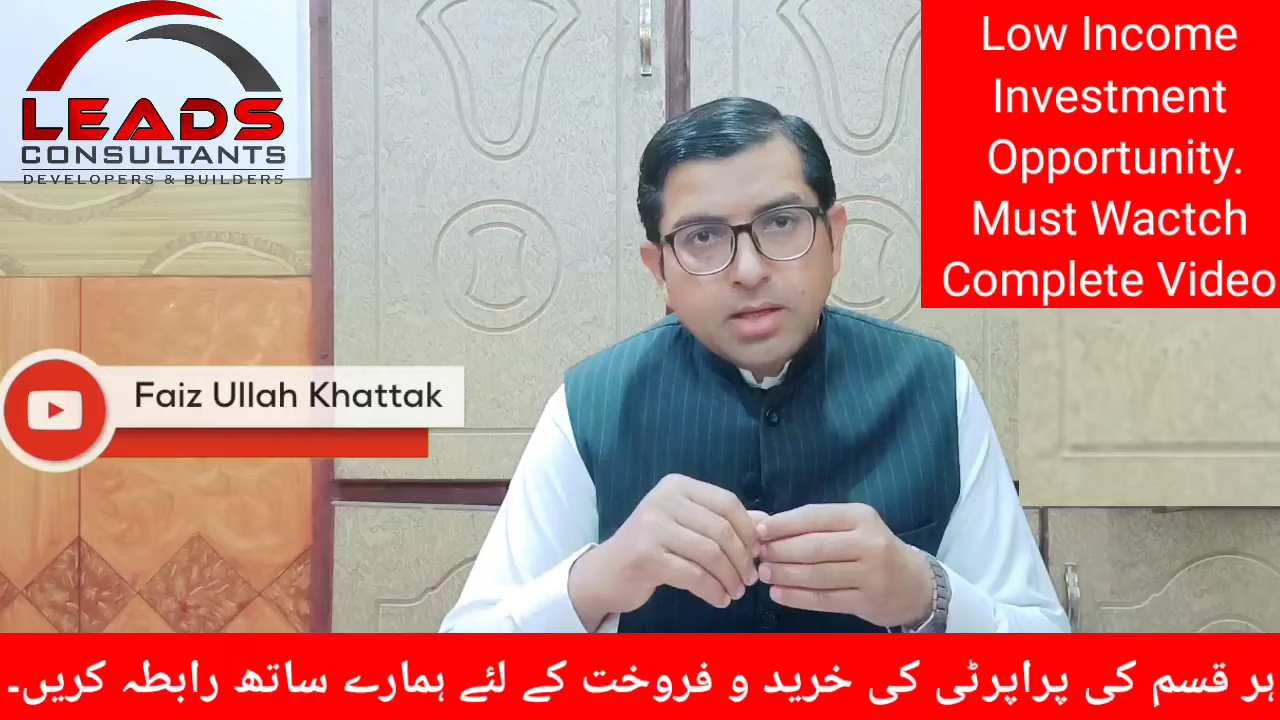 LEADS
CONSULTANTS
DEVELOPERS & BUILDERS
Low Income
Investment
Opportunity.
Must Wactch
Complete Video
Faiz Ullah Khattak
ہر قسم کی پراپرٹی کی خرید و فروخت کے لئے ہمارے ساتھ رابطہ کریں۔